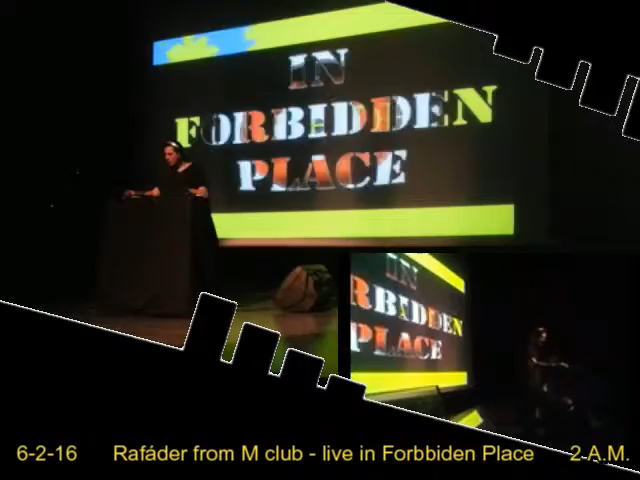 IN
FORBIDDEN
PLACE
IN
RBIDDEN
PLACE
6-2-16 Rafáder from M club - live in Forbbiden Place 2-A.M.